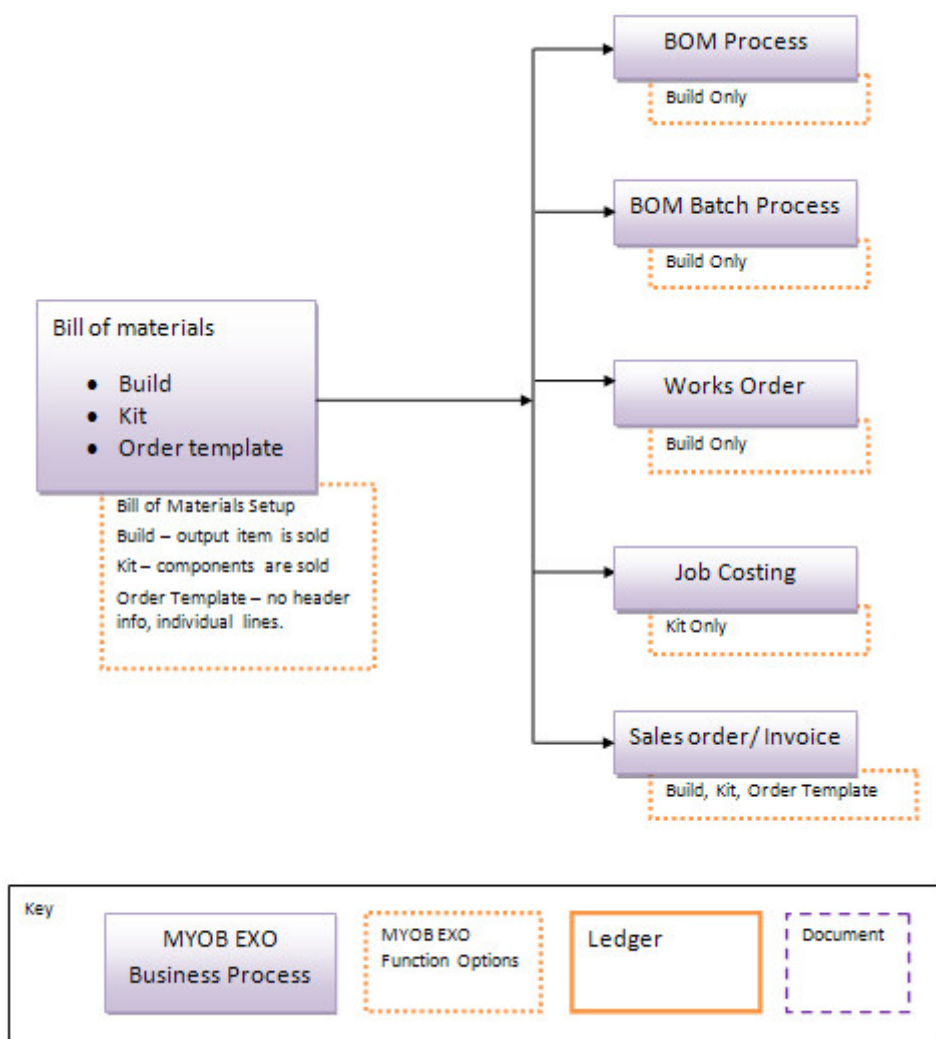 BOM Process
Build Only
BOM Batch Process
Build Only
Bill of materials
• Build
• Kit
• Order template
Bill of Materials Setup
Build – output item is sold
Kit – components are sold
Order Template – no header
info, individual lines.
Works Order
Build Only
Job Costing
Kit Only
Sales order/ Invoice
Build, Kit, Order Template
Key
MYOB EXO
Business Process
MYOB EXO
Function Options
Ledger
Document